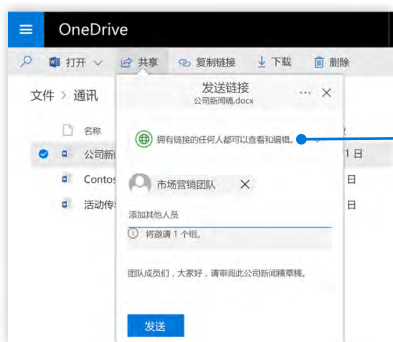 OneDrive
打开 共享 复制链接 下载 删除
文件 > 通讯
发送链接
公司新闻稿.docx
名称
拥有链接的任何人都可以查看和编辑。
公司新
1 日
Contos
日
活动传
日
市场营销团队
添加其他人员
将邀请 1 个组。
团队成员们，大家好，请审阅此公司新闻稿草稿。
发送